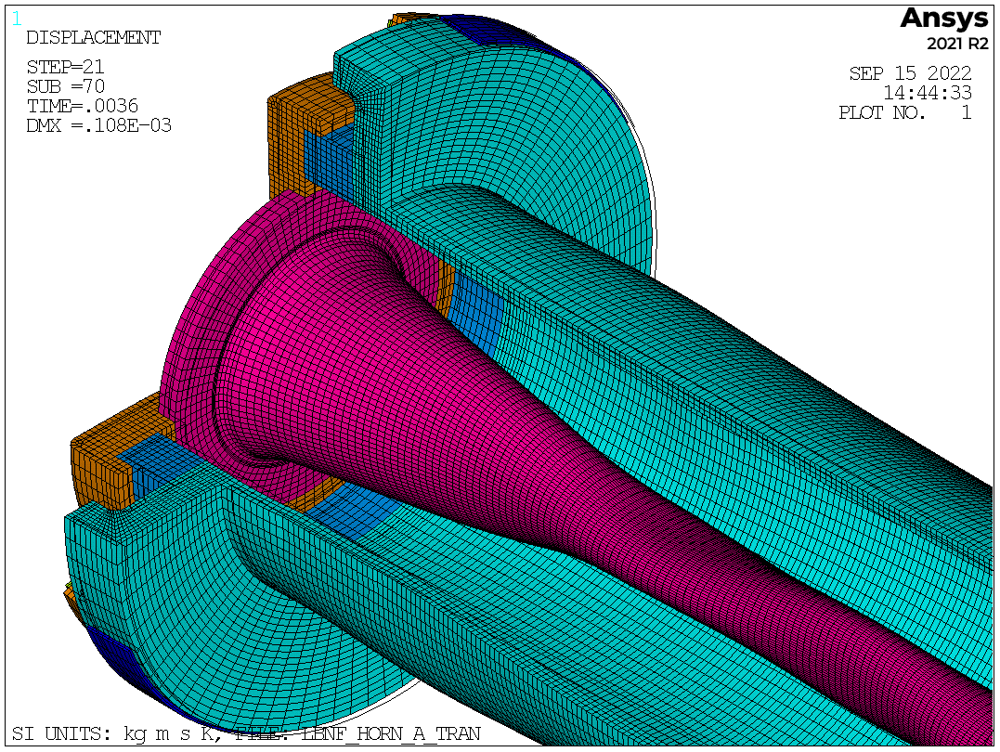 1
DISPLACEMENT
STEP=21
SUB =70
TIME=.0036
DMX =.108E-03
Ansys
2021 R2
SEP 15 2022
14:44:33
PLOT NO. 1
SI UNITS: kg m s K, FILE: LBNF_HORN_A_TRAN